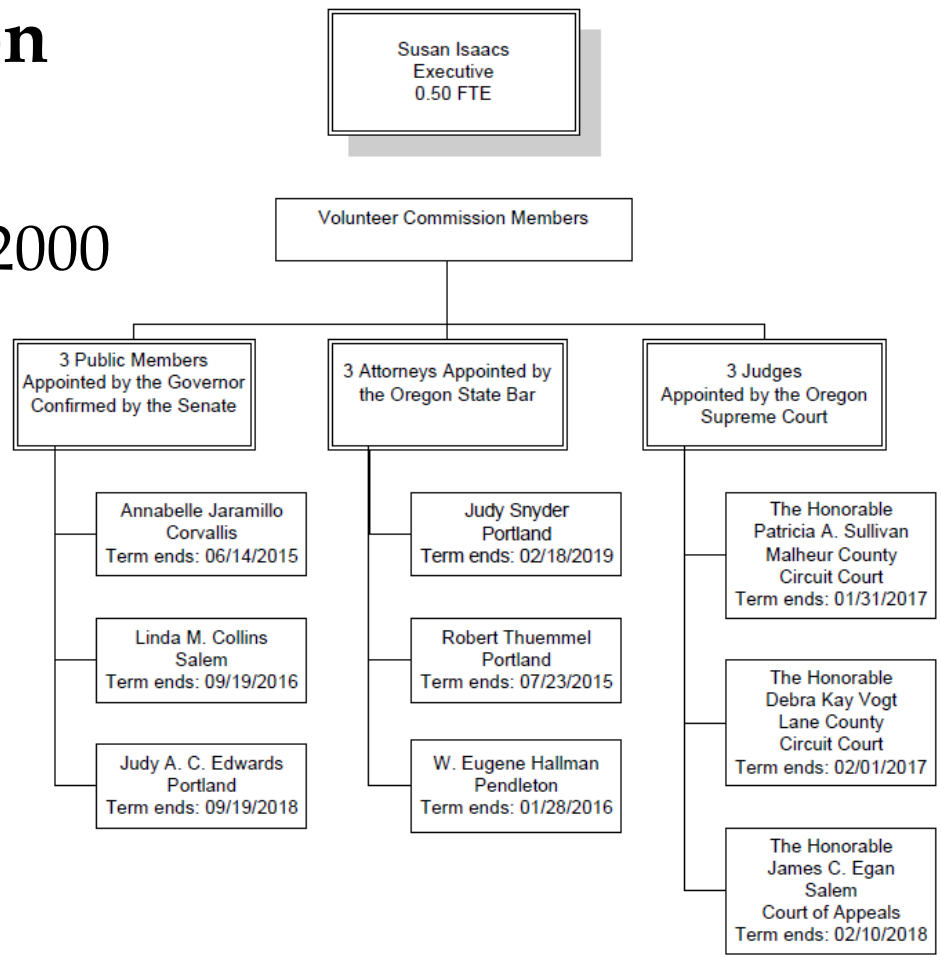 on
Susan Isaacs
Executive
0.50 FTE
2000
Volunteer Commission Members
3 Public Members
Appointed by the Governor
Confirmed by the Senate
Annabelle Jaramillo
Corvallis
Term ends: 06/14/2015
Linda M. Collins
Salem
Term ends: 09/19/2016
Judy A. C. Edwards
Portland
Term ends: 09/19/2018
3 Attorneys Appointed by
the Oregon State Bar
Judy Snyder
Portland
Term ends: 02/18/2019
Robert Thuemmel
Portland
Term ends: 07/23/2015
W. Eugene Hallman
Pendleton
Term ends: 01/28/2016
3 Judges
Appointed by the Oregon
Supreme Court
The Honorable
Patricia A. Sullivan
Malheur County
Circuit Court
Term ends: 01/31/2017
The Honorable
Debra Kay Vogt
Lane County
Circuit Court
Term ends: 02/01/2017
The Honorable
James C. Egan
Salem
Court of Appeals
Term ends: 02/10/2018